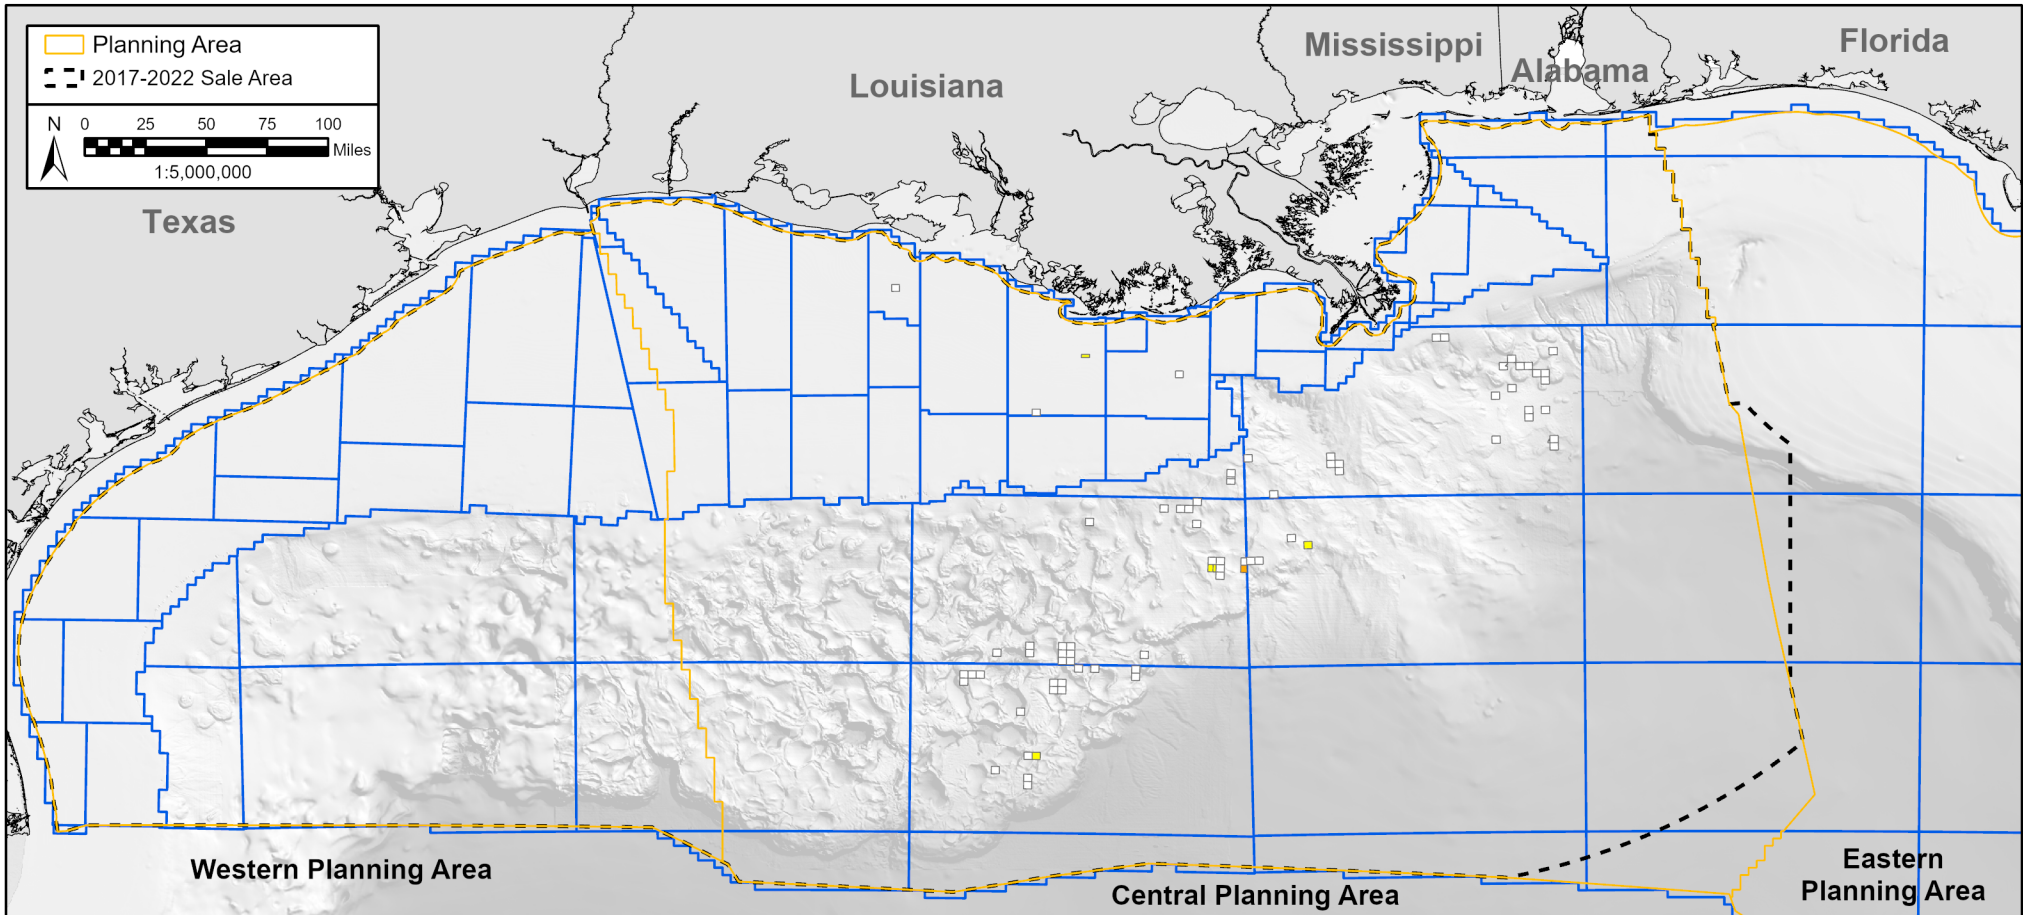 Planning Area
2017-2022 Sale Area
N 0 25 50 75 100
Miles
1:5,000,000
Texas
Louisiana
Mississippi
Alabama
Florida
Western Planning Area
Central Planning Area
Eastern
Planning Area